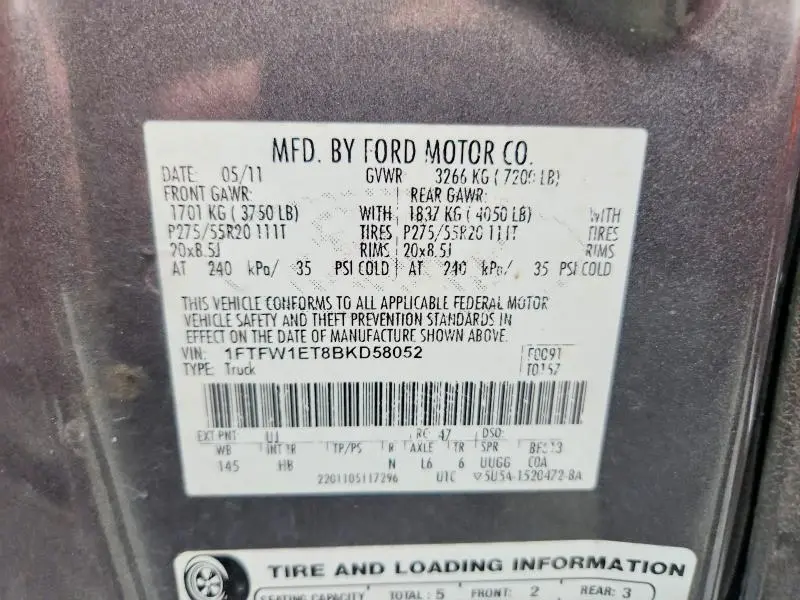 MFD. BY FORD MOTOR CO.
DATE: 05/11 GVWR: 3266 KG ( 7200 LB)
FRONT GAWR: REAR GAWR:
1701 KG ( 3750 LB) WITH 1837 KG ( 4050 LB) WITH
P275/55R20 111T TIRES P275/55R20 111T TIRES
20x8.5J RIMS 20x8.5J RIMS
AT 240 kPa/ 35 PSI COLD AT 240 kPa/ 35 PSI COLD
THIS VEHICLE CONFORMS TO ALL APPLICABLE FEDERAL MOTOR
VEHICLE SAFETY AND THEFT PREVENTION STANDARDS IN
EFFECT ON THE DATE OF MANUFACTURE SHOWN ABOVE.
VIN: 1FTFW1ET8BKD58052 F0091
TYPE: Truck T0157
EXT PNT: UJ RC: 47 DSO:
WB INT TR TP/PS R AXLE TR SPR
145 HB N L6 6 UUGG
2201105117296 UTC 5U5A-1520472-BA
TIRE AND LOADING INFORMATION
SEATING CAPACITY TOTAL : 5 FRONT: 2 REAR: 3